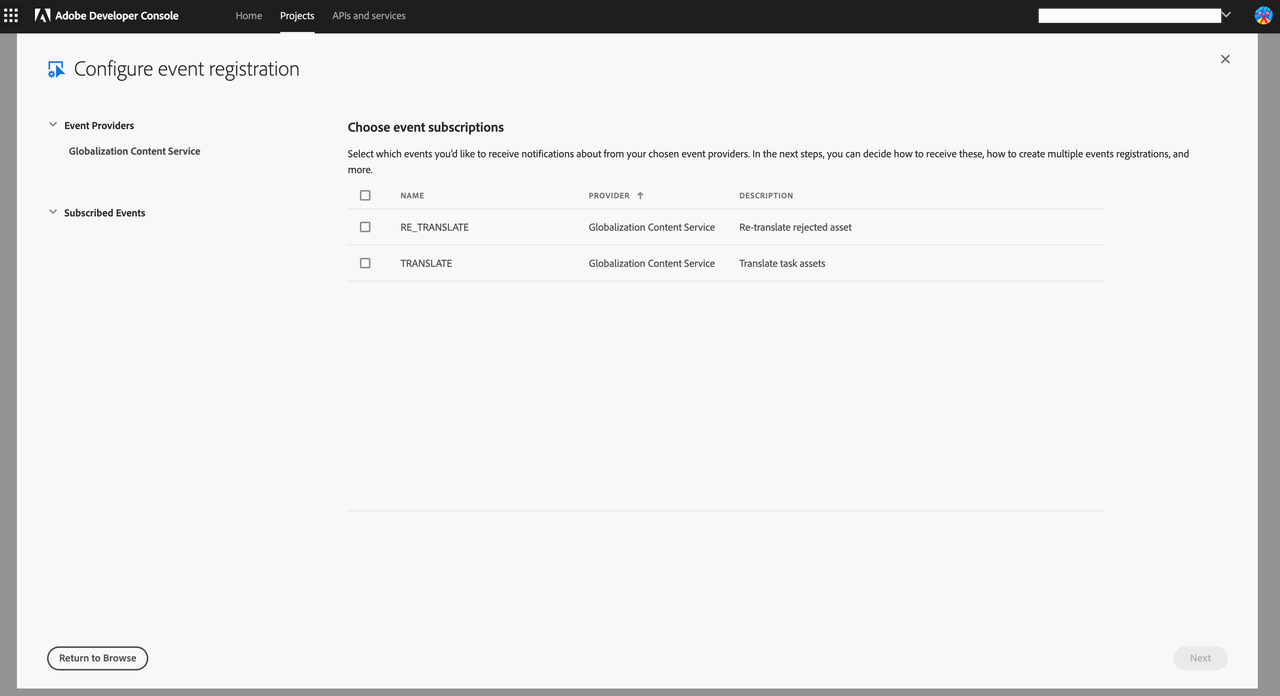 Adobe Developer Console
Home
Projects
APIs and services
Configure event registration
Event Providers
Globalization Content Service
Subscribed Events
Choose event subscriptions
Select which events you'd like to receive notifications about from your chosen event providers. In the next steps, you can decide how to receive these, how to create multiple events registrations, and
more.
NAME PROVIDER DESCRIPTION
RE_TRANSLATE Globalization Content Service Re-translate rejected asset
TRANSLATE Globalization Content Service Translate task assets
Return to Browse
Next